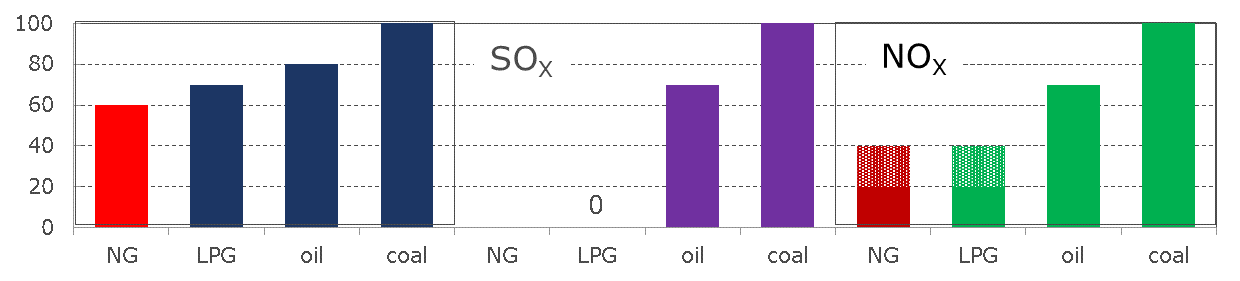 100
80
60
40
20
0
SOX
NOX
0
NG LPG oil coal NG LPG oil coal NG LPG oil coal